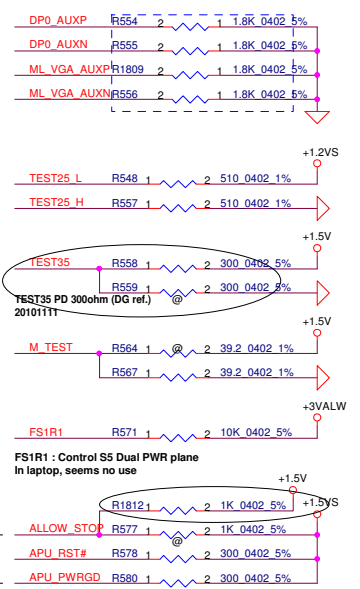 DP0_AUXP R554 2 1 1.8K_0402_5%
DP0_AUXN R555 2 1 1.8K_0402_5%
ML_VGA_AUXP R1809 2 1 1.8K_0402_5%
ML_VGA_AUXN R556 2 1 1.8K_0402_5%
+1.2VS
TEST25_L R548 1 2 510_0402_1%
TEST25_H R557 1 2 510_0402_1%
+1.5V
TEST35 R558 1 2 300_0402_5%
R559 1 @ 2 300_0402_5%
TEST35 PD 300ohm (DG ref.)
20101111
+1.5V
M_TEST R564 1 @ 2 39.2_0402_1%
R567 1 2 39.2_0402_1%
+3VALW
FS1R1 R571 1 2 10K_0402_5%
FS1R1 : Control S5 Dual PWR plane
In laptop, seems no use
+1.5V
R1812 1 2 1K_0402_5%
+1.5VS
ALLOW_STOP R577 1 @ 2 1K_0402_5%
APU_RST# R578 1 2 300_0402_5%
APU_PWRGD R580 1 2 300_0402_5%